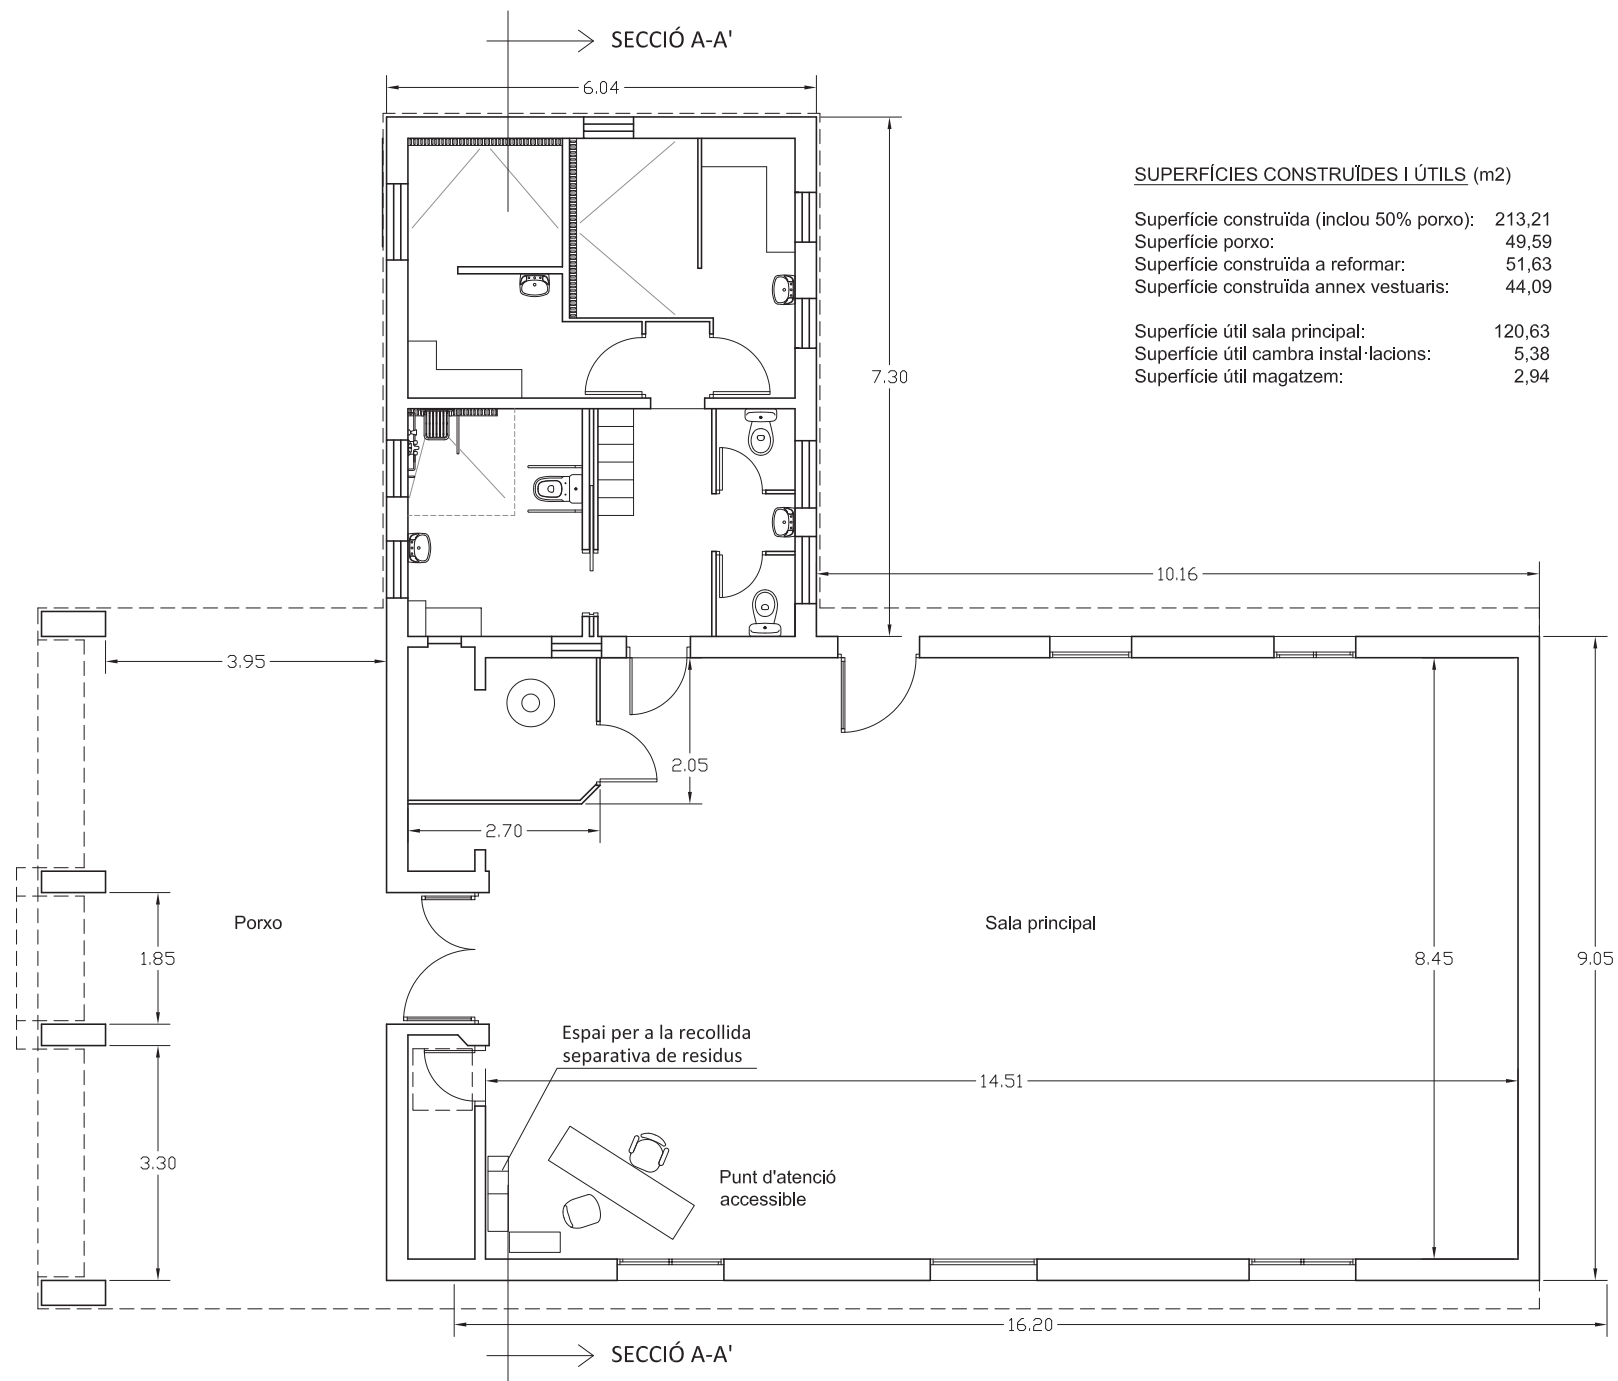 SECCIÓ A-A'
6.04
SUPERFÍCIES CONSTRUÏDES I ÚTILS (m2)
Superfície construïda (inclou 50% porxo): 213,21
Superfície porxo: 49,59
Superfície construïda a reformar: 51,63
Superfície construïda annex vestuaris: 44,09
Superfície útil sala principal: 120,63
Superfície útil cambra instal·lacions: 5,38
Superfície útil magatzem: 2,94
7.30
10.16
3.95
2.05
2.70
Porxo
Sala principal
1.85
8.45
9.05
Espai per a la recollida
separativa de residus
14.51
3.30
Punt d'atenció
accessible
16.20
SECCIÓ A-A'